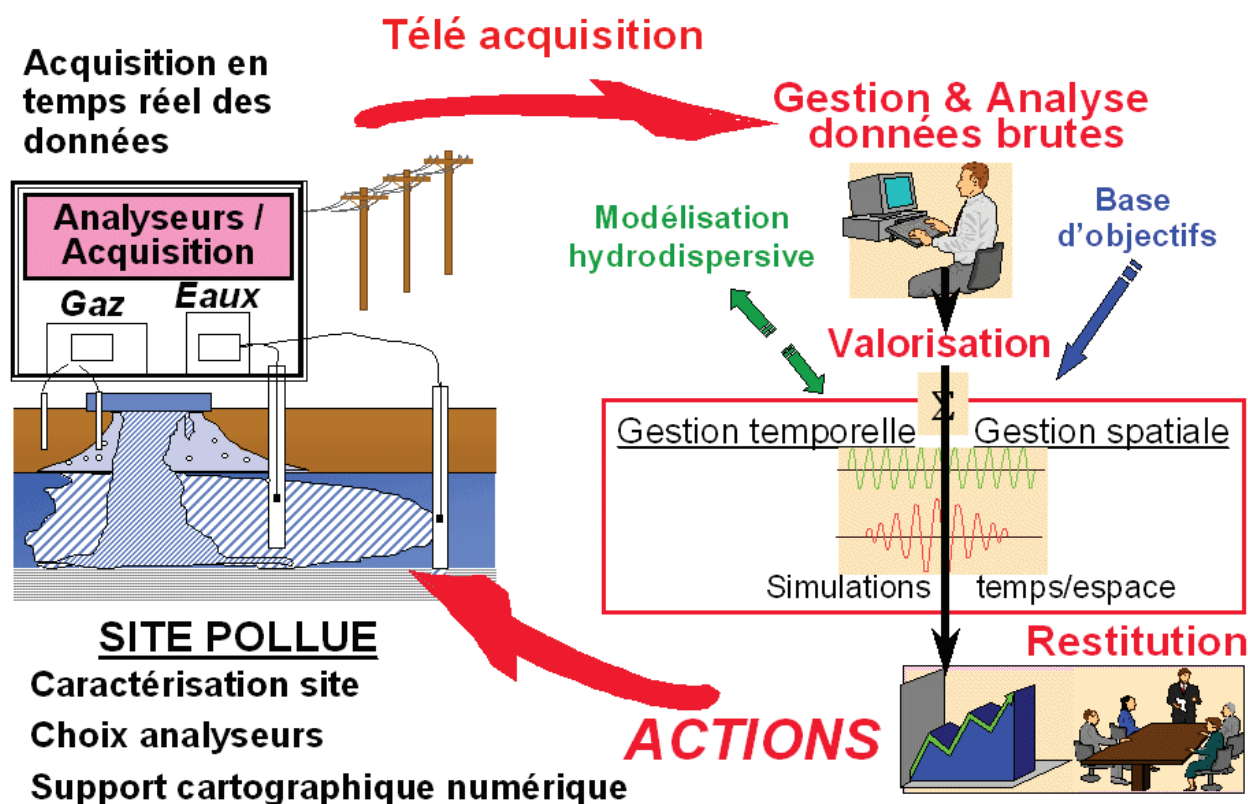 Télé acquisition
Acquisition en
temps réel des
données
Gestion & Analyse
données brutes
Analyseurs /
Acquisition
Gaz
Eaux
Modélisation
hydrodispersive
Base
d'objectifs
Valorisation
Σ
Gestion temporelle
Gestion spatiale
Simulations
temps/espace
SITE POLLUE
Caractérisation site
Choix analyseurs
Support cartographique numérique
ACTIONS
Restitution